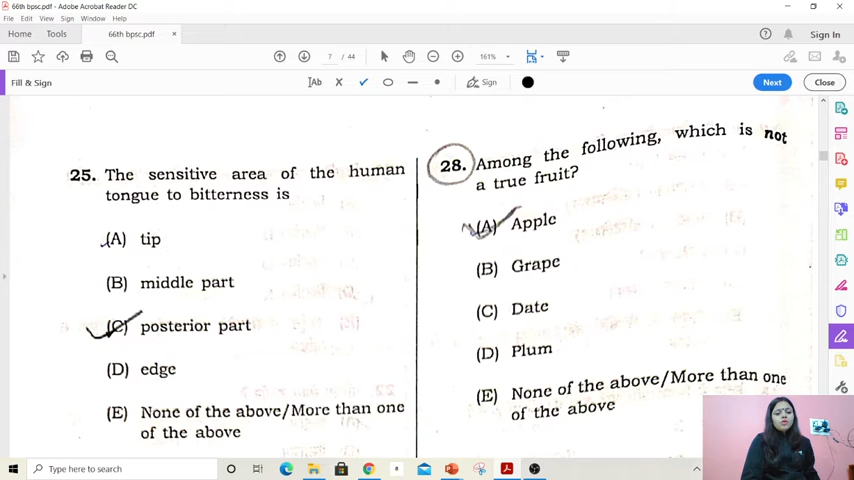 66th bpsc.pdf - Adobe Acrobat Reader DC
File Edit View Sign Window Help
Home Tools 66th bpsc.pdf × Sign In
7 / 44 161%
Fill & Sign Ab Sign Next Close
25. The sensitive area of the human
tongue to bitterness is
(A) tip
(B) middle part
(C) posterior part
(D) edge
(E) None of the above/More than one
of the above
28. Among the following, which is not
a true fruit?
(A) Apple
(B) Grape
(C) Date
(D) Plum
(E) None of the above/More than one
of the above
Type here to search